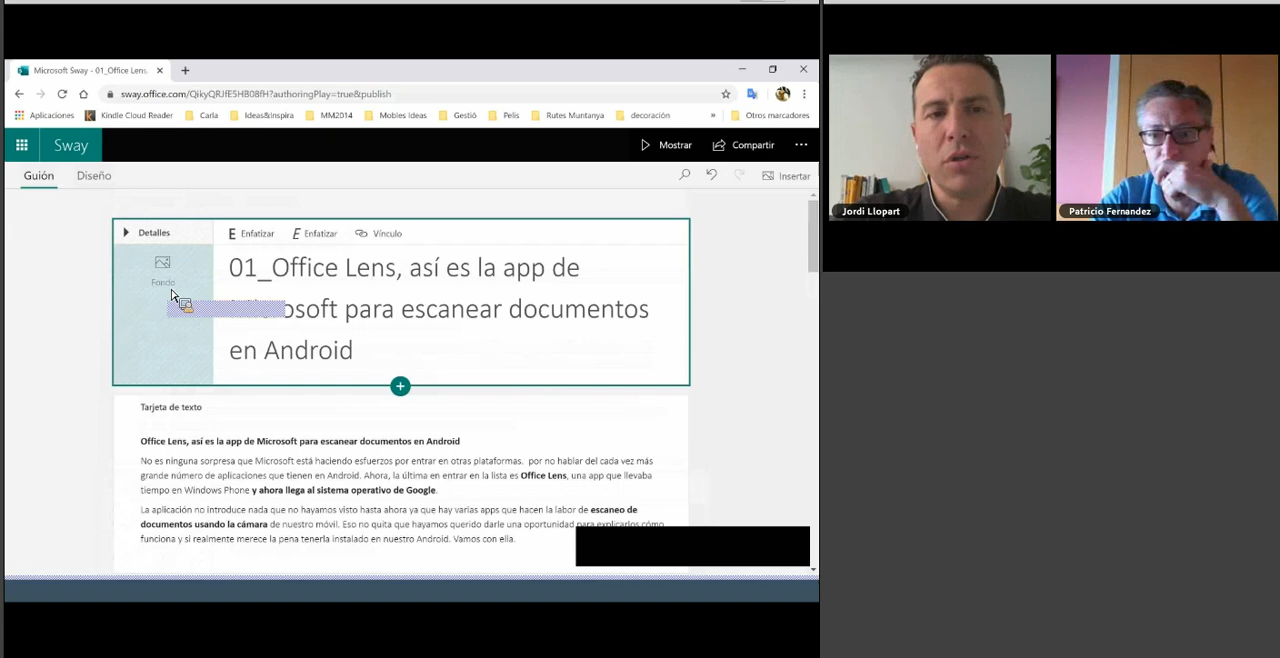 Microsoft Sway - 01_Office Lens,
sway.office.com/QikyQRJfE5HB08fH?authoringPlay=true&publish
Aplicaciones Kindle Cloud Reader Carla Ideas&Inspira MM2014 Mobles Ideas Gestió Pelis Rutes Muntanya decoración » Otros marcadores
Sway Mostrar Compartir
Guión Diseño Insertar
Detalles E Enfatizar E Enfatizar Vínculo
Fondo
01_Office Lens, así es la app de
osoft para escanear documentos
en Android
Tarjeta de texto
Office Lens, así es la app de Microsoft para escanear documentos en Android
No es ninguna sorpresa que Microsoft está haciendo esfuerzos por entrar en otras plataformas. por no hablar del cada vez más
grande número de aplicaciones que tienen en Android. Ahora, la última en entrar en la lista es Office Lens, una app que llevaba
tiempo en Windows Phone y ahora llega al sistema operativo de Google.
La aplicación no introduce nada que no hayamos visto hasta ahora ya que hay varias apps que hacen la labor de escaneo de
documentos usando la cámara de nuestro móvil. Eso no quita que hayamos querido darle una oportunidad para explicarlos cómo
funciona y si realmente merece la pena tenerla instalado en nuestro Android. Vamos con ella.
Jordi Llopart
Patricio Fernandez